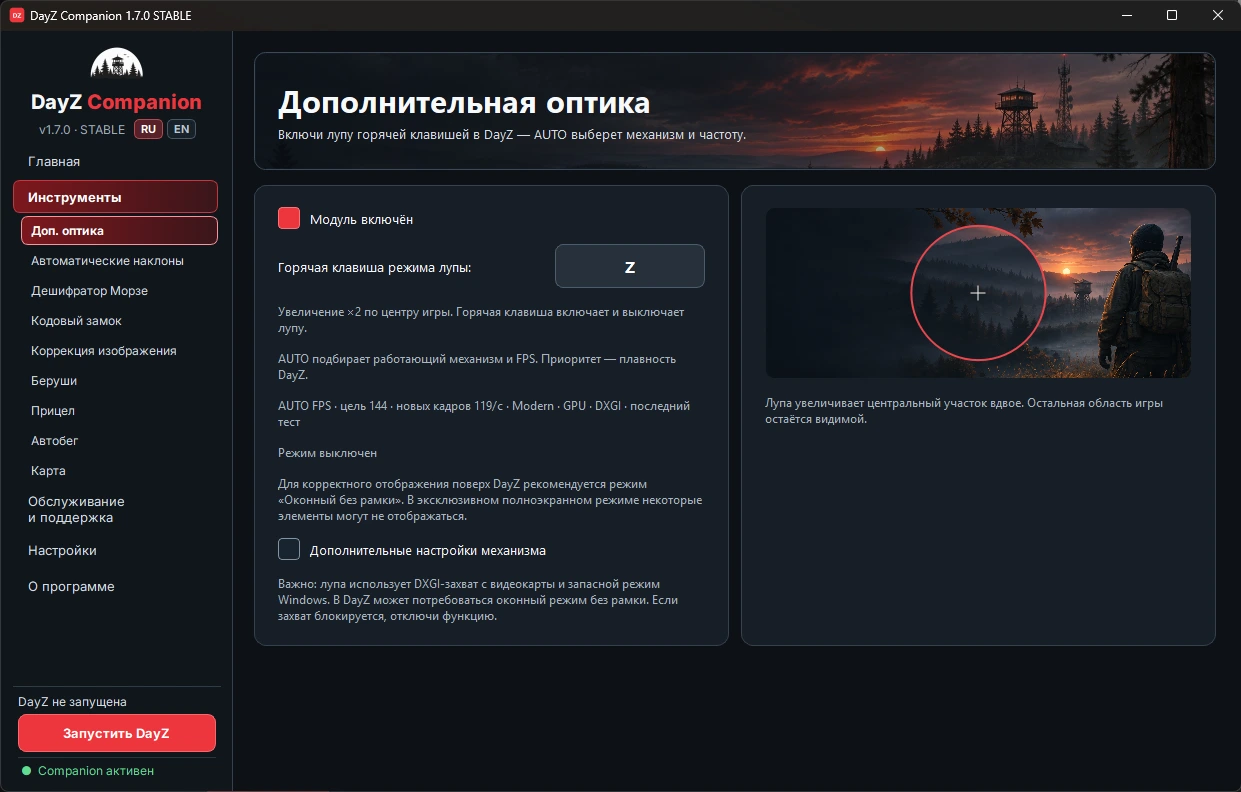 DZ DayZ Companion 1.7.0 STABLE
DayZ Companion
v1.7.0 · STABLE RU EN
Главная
Инструменты
Доп. оптика
Автоматические наклоны
Дешифратор Морзе
Кодовый замок
Коррекция изображения
Беруши
Прицел
Автобег
Карта
Обслуживание
и поддержка
Настройки
О программе
DayZ не запущена
Запустить DayZ
Companion активен
Дополнительная оптика
Включи лупу горячей клавишей в DayZ — AUTO выберет механизм и частоту.
Модуль включён
Горячая клавиша режима лупы: Z
Увеличение ×2 по центру игры. Горячая клавиша включает и выключает
лупу.
AUTO подбирает работающий механизм и FPS. Приоритет — плавность
DayZ.
AUTO FPS · цель 144 · новых кадров 119/с · Modern · GPU · DXGI · последний
тест
Режим выключен
Для корректного отображения поверх DayZ рекомендуется режим
«Оконный без рамки». В эксклюзивном полноэкранном режиме некоторые
элементы могут не отображаться.
Дополнительные настройки механизма
Важно: лупа использует DXGI-захват с видеокарты и запасной режим
Windows. В DayZ может потребоваться оконный режим без рамки. Если
захват блокируется, отключи функцию.
Лупа увеличивает центральный участок вдвое. Остальная область игры
остаётся видимой.